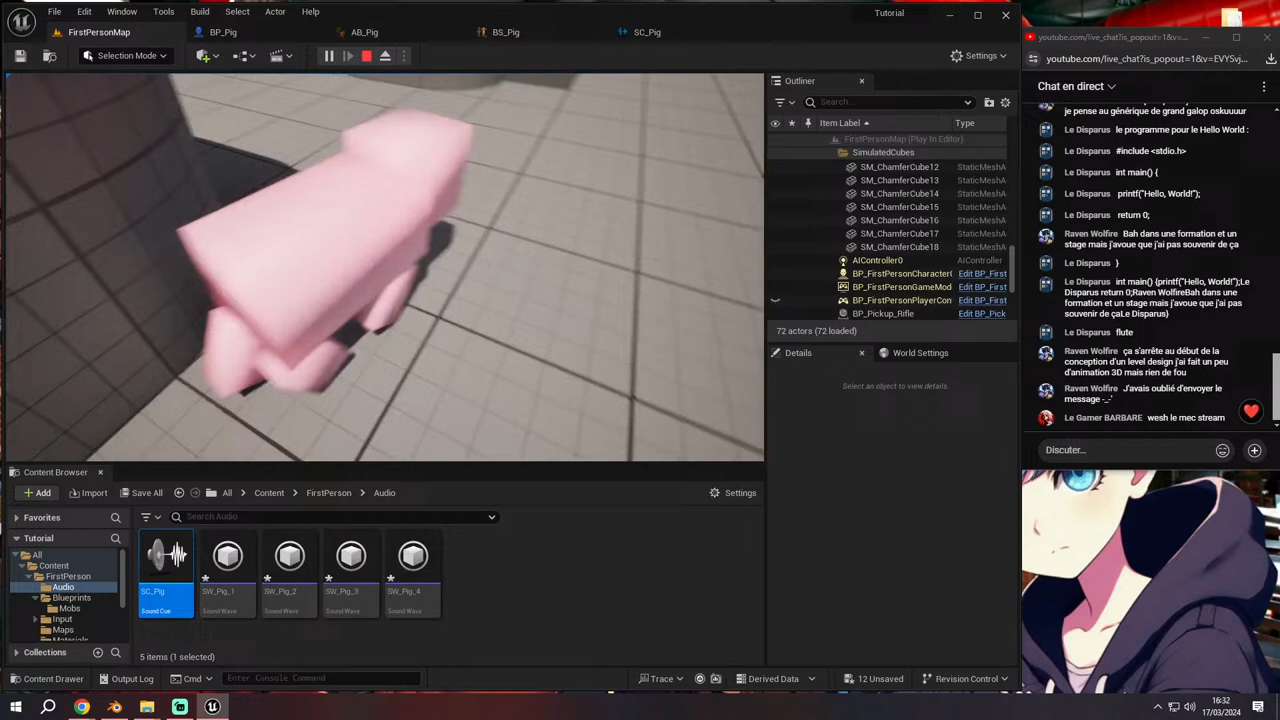 File Edit Window Tools Build Select Actor Help
Tutorial
FirstPersonMap BP_Pig AB_Pig BS_Pig SC_Pig
Selection Mode
Settings
Outliner
Search...
Item Label Type
FirstPersonMap (Play In Editor)
SimulatedCubes
SM_ChamferCube12 StaticMeshA
SM_ChamferCube13 StaticMeshA
SM_ChamferCube14 StaticMeshA
SM_ChamferCube15 StaticMeshA
SM_ChamferCube16 StaticMeshA
SM_ChamferCube17 StaticMeshA
SM_ChamferCube18 StaticMeshA
AIController0 AIController
BP_FirstPersonCharacter Edit BP_First
BP_FirstPersonGameMod Edit BP_First
BP_FirstPersonPlayerCon Edit BP_First
BP_Pickup_Rifle Edit BP_Pick
72 actors (72 loaded)
Details World Settings
Select an object to view details.
Content Browser
Add Import Save All All Content FirstPerson Audio Settings
Favorites
Search Audio
Tutorial
All
Content
FirstPerson
Audio
Blueprints
Mobs
Input
Maps
Materials
Collections
SC_Pig
Sound Cue
SW_Pig_1
Sound Wave
SW_Pig_2
Sound Wave
SW_Pig_3
Sound Wave
SW_Pig_4
Sound Wave
5 items (1 selected)
Content Drawer Output Log Cmd Enter Console Command Trace Derived Data 12 Unsaved Revision Control
youtube.com/live_chat?is_popout=1&v=...
youtube.com/live_chat?is_popout=1&v=EVYSvj...
Chat en direct
je pense au générique de grand galop oskuuuur
Le Disparus le programme pour le Hello World :
Le Disparus #include <stdio.h>
Le Disparus int main() {
Le Disparus printf("Hello, World!");
Le Disparus return 0;
Raven Wolfire Bah dans une formation et un
stage mais j'avoue que j'ai pas souvenir de ça
Le Disparus }
Le Disparus int main() {printf("Hello, World!");Le
Disparus return 0;Raven WolfireBah dans une
formation et un stage mais j'avoue que j'ai pas
souvenir de çaLe Disparus}
Le Disparus flute
Raven Wolfire ça s'arrête au début de la
conception d'un level design j'ai fait un peu
d'animation 3D mais rien de fou
Raven Wolfire J'avais oublié d'envoyer le
message -_-'
Le Gamer BARBARE wesh le mec stream
Discuter...
16:32
17/03/2024